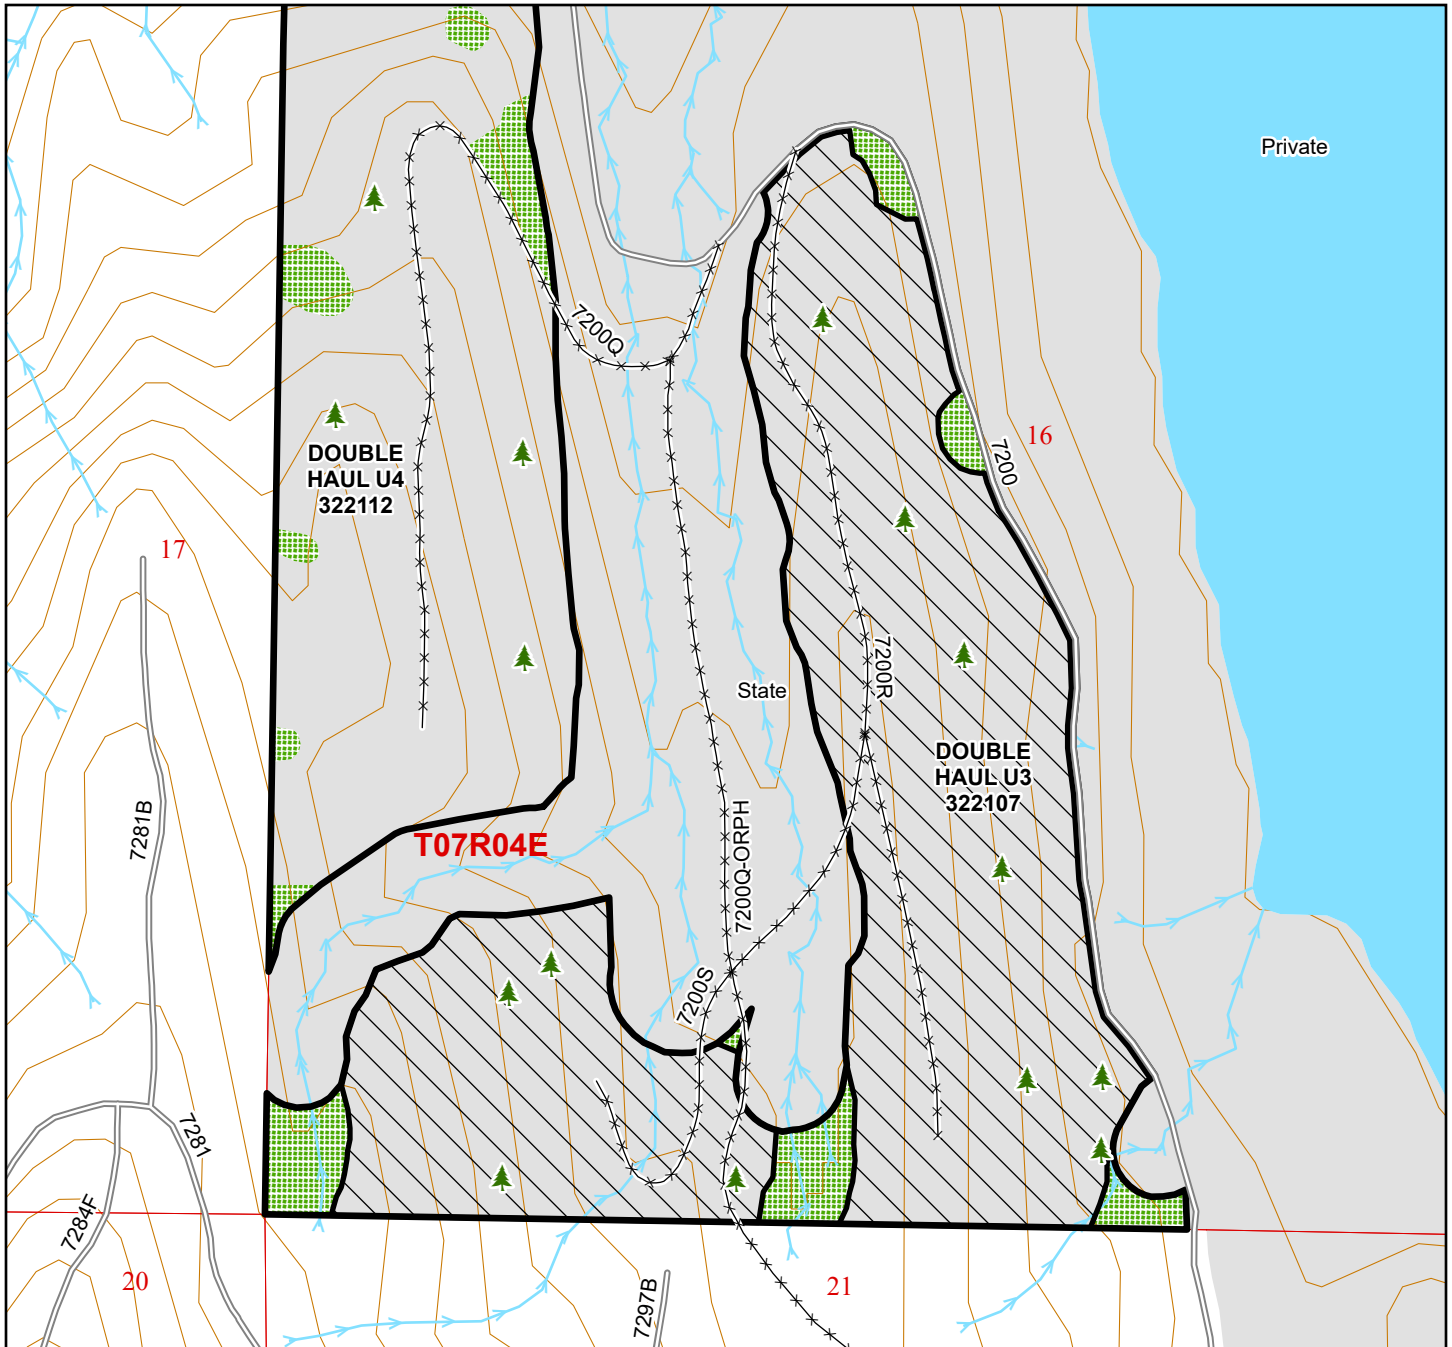 Private
7200Q
16
7200
DOUBLE
HAUL U4
322112
17
7200R
State
DOUBLE
HAUL U3
322107
7281B
T07R04E
7200Q-ORPH
7200S
7281
7284F
20
21
7297B